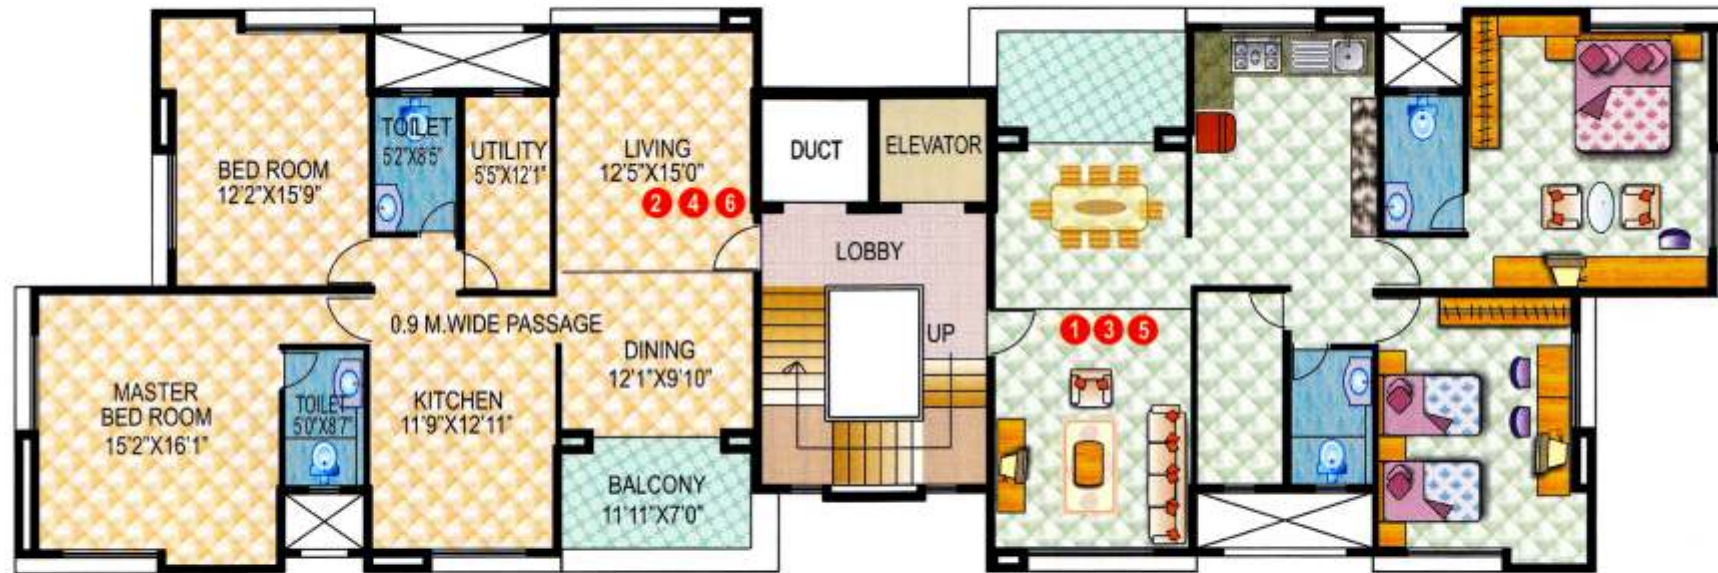 BED ROOM
12'2"X15'9"
TOILET
5'2"X8'5"
UTILITY
5'5"X12'1"
LIVING
12'5"X15'0"
2 4 6
DUCT
ELEVATOR
LOBBY
UP
1 3 5
0.9 M.WIDE PASSAGE
DINING
12'1"X9'10"
MASTER
BED ROOM
15'2"X16'1"
TOILET
5'0"X8'7"
KITCHEN
11'9"X12'11"
BALCONY
11'11"X7'0"